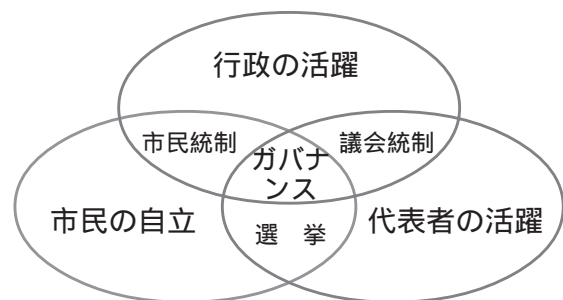 行政の活躍
市民統制
議会統制
ガバナ
ンス
市民の自立
選　挙
代表者の活躍